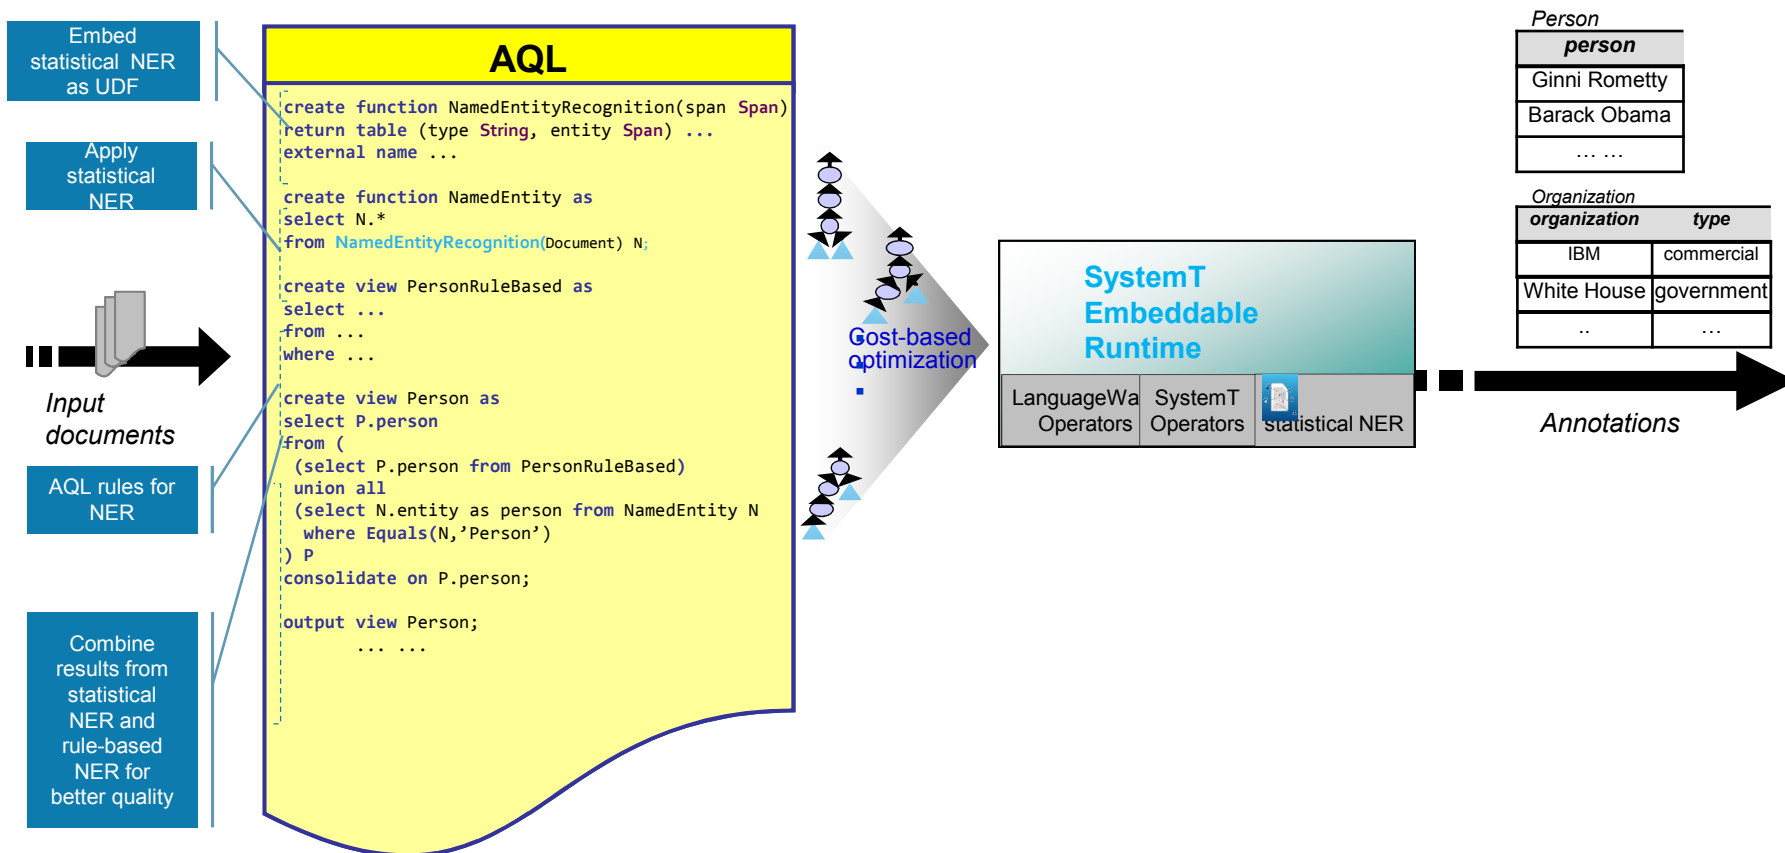 Embed
statistical NER
as UDF
Apply
statistical
NER
Input
documents
AQL rules for
NER
Combine
results from
statistical
NER and
rule-based
NER for
better quality
AQL
create function NamedEntityRecognition(span Span)
return table (type String, entity Span) ...
external name ...
create function NamedEntity as
select N.*
from NamedEntityRecognition(Document) N;
create view PersonRuleBased as
select ...
from ...
where ...
create view Person as
select P.person
from (
(select P.person from PersonRuleBased)
union all
(select N.entity as person from NamedEntity N
where Equals(N,’Person’)
) P
consolidate on P.person;
output view Person;
... ...
Cost-based
optimization
SystemT
Embeddable
Runtime
LanguageWa
Operators
SystemT
Operators
statistical NER
Person
person
Ginni Rometty
Barack Obama
... ...
Organization
organization type
IBM commercial
White House government
.. ...
Annotations